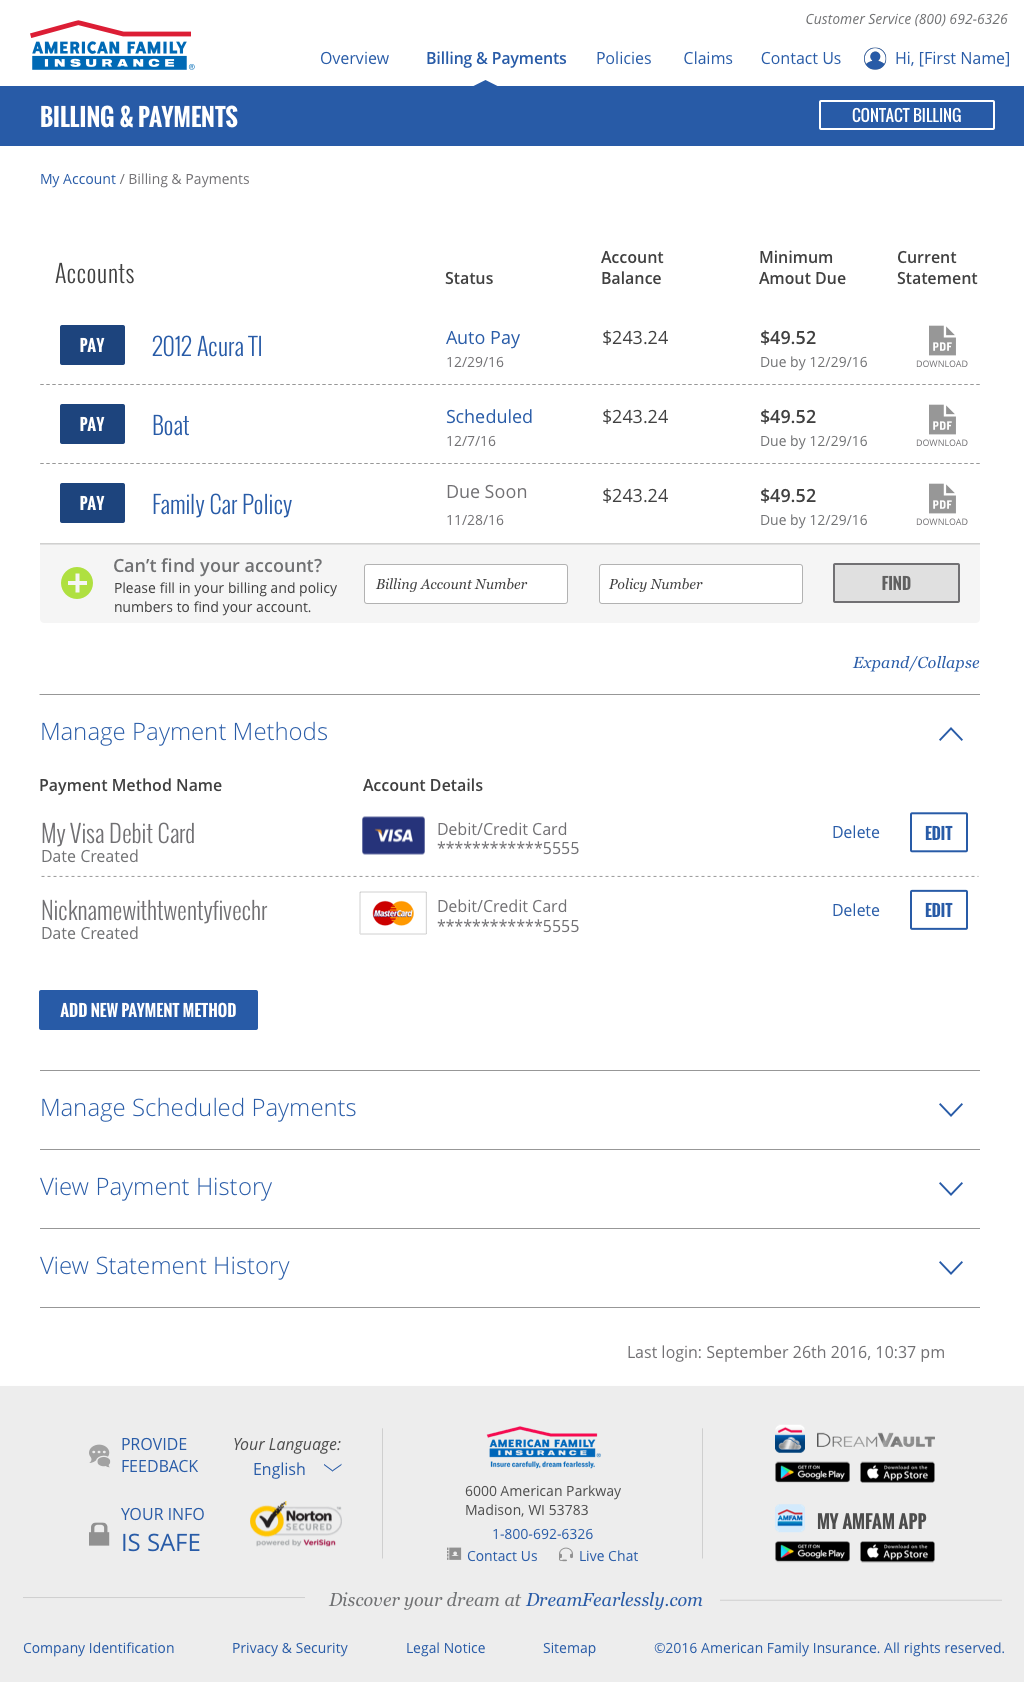 Customer Service (800) 692-6326
AMERICAN FAMILY
INSURANCE ®
Overview Billing & Payments Policies Claims Contact Us Hi, [First Name]
BILLING & PAYMENTS
CONTACT BILLING
My Account / Billing & Payments
Accounts
Status
Account
Balance
Minimum
Amout Due
Current
Statement
PAY 2012 Acura Tl Auto Pay $243.24 $49.52 PDF
12/29/16 Due by 12/29/16 DOWNLOAD
PAY Boat Scheduled $243.24 $49.52 PDF
12/7/16 Due by 12/29/16 DOWNLOAD
PAY Family Car Policy Due Soon $243.24 $49.52 PDF
11/28/16 Due by 12/29/16 DOWNLOAD
Can’t find your account?
Please fill in your billing and policy
numbers to find your account.
Billing Account Number
Policy Number
FIND
Expand/Collapse
Manage Payment Methods
Payment Method Name Account Details
My Visa Debit Card
Date Created
VISA
Debit/Credit Card
************5555
Delete EDIT
Nicknamewithtwentyfivechr
Date Created
MasterCard
Debit/Credit Card
************5555
Delete EDIT
ADD NEW PAYMENT METHOD
Manage Scheduled Payments
View Payment History
View Statement History
Last login: September 26th 2016, 10:37 pm
PROVIDE
FEEDBACK
Your Language:
English
YOUR INFO
IS SAFE
Norton
SECURED
powered by VeriSign
AMERICAN FAMILY
INSURANCE ®
Insure carefully, dream fearlessly.
6000 American Parkway
Madison, WI 53783
1-800-692-6326
Contact Us Live Chat
DREAMVAULT
GET IT ON
Google Play
Download on the
App Store
AMFAM
MY AMFAM APP
GET IT ON
Google Play
Download on the
App Store
Discover your dream at DreamFearlessly.com
Company Identification Privacy & Security Legal Notice Sitemap ©2016 American Family Insurance. All rights reserved.